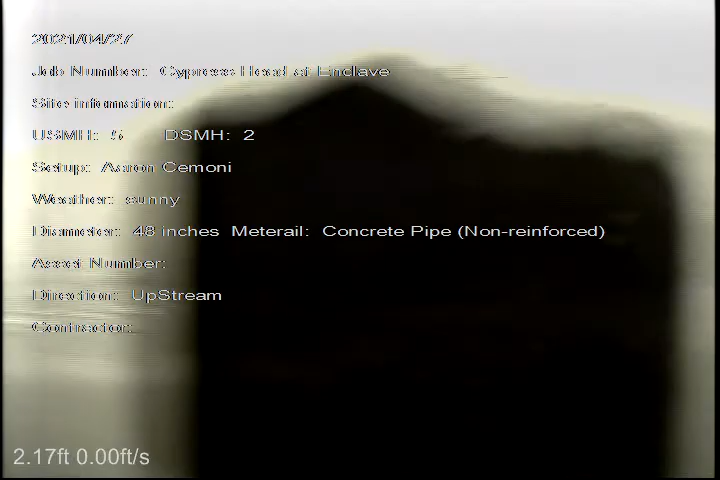 2021/04/27
Job Number: Cypress Head at Enclave
Site information:
USMH: 5 DSMH: 2
Setup: Aaron Cemoni
Weather: sunny
Diameter: 48 inches Meterail: Concrete Pipe (Non-reinforced)
Asset Number:
Direction: UpStream
Contractor:
2.17ft 0.00ft/s